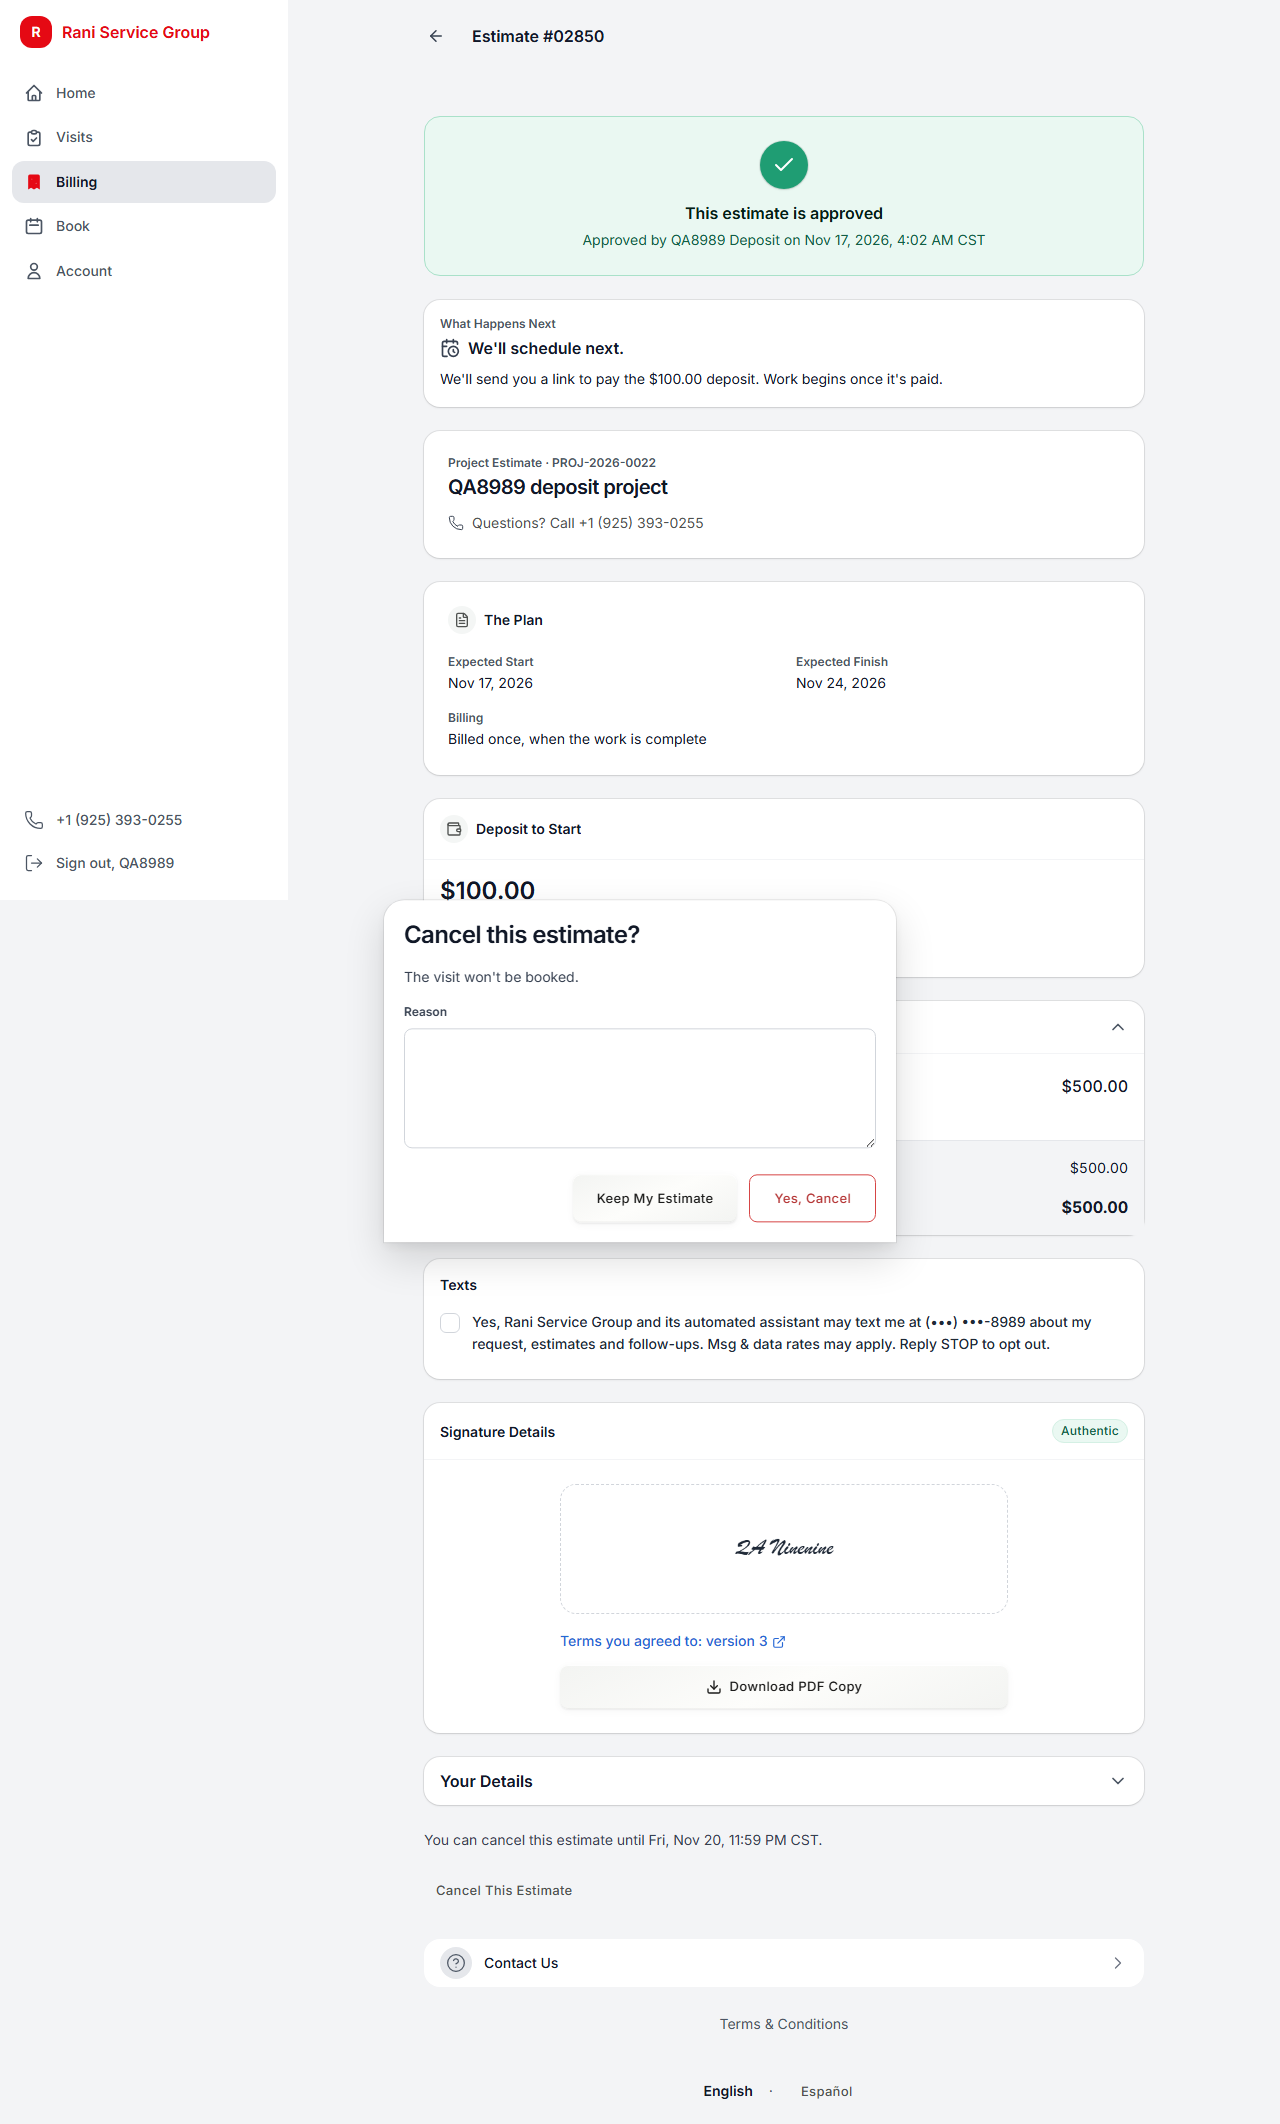 R
Rani Service Group
Home
Visits
Billing
Book
Account
+1 (925) 393-0255
Sign out, QA8989
Estimate #02850
This estimate is approved
Approved by QA8989 Deposit on Nov 17, 2026, 4:02 AM CST
What Happens Next
We'll schedule next.
We'll send you a link to pay the $100.00 deposit. Work begins once it's paid.
Project Estimate · PROJ-2026-0022
QA8989 deposit project
Questions? Call +1 (925) 393-0255
The Plan
Expected Start
Nov 17, 2026
Expected Finish
Nov 24, 2026
Billing
Billed once, when the work is complete
Deposit to Start
$100.00
Cancel this estimate?
The visit won't be booked.
Reason
Keep My Estimate
Yes, Cancel
$500.00
$500.00
$500.00
Texts
Yes, Rani Service Group and its automated assistant may text me at (•••) •••-8989 about my
request, estimates and follow-ups. Msg & data rates may apply. Reply STOP to opt out.
Signature Details
Authentic
QA Ninenine
Terms you agreed to: version 3
Download PDF Copy
Your Details
You can cancel this estimate until Fri, Nov 20, 11:59 PM CST.
Cancel This Estimate
Contact Us
Terms & Conditions
English · Español